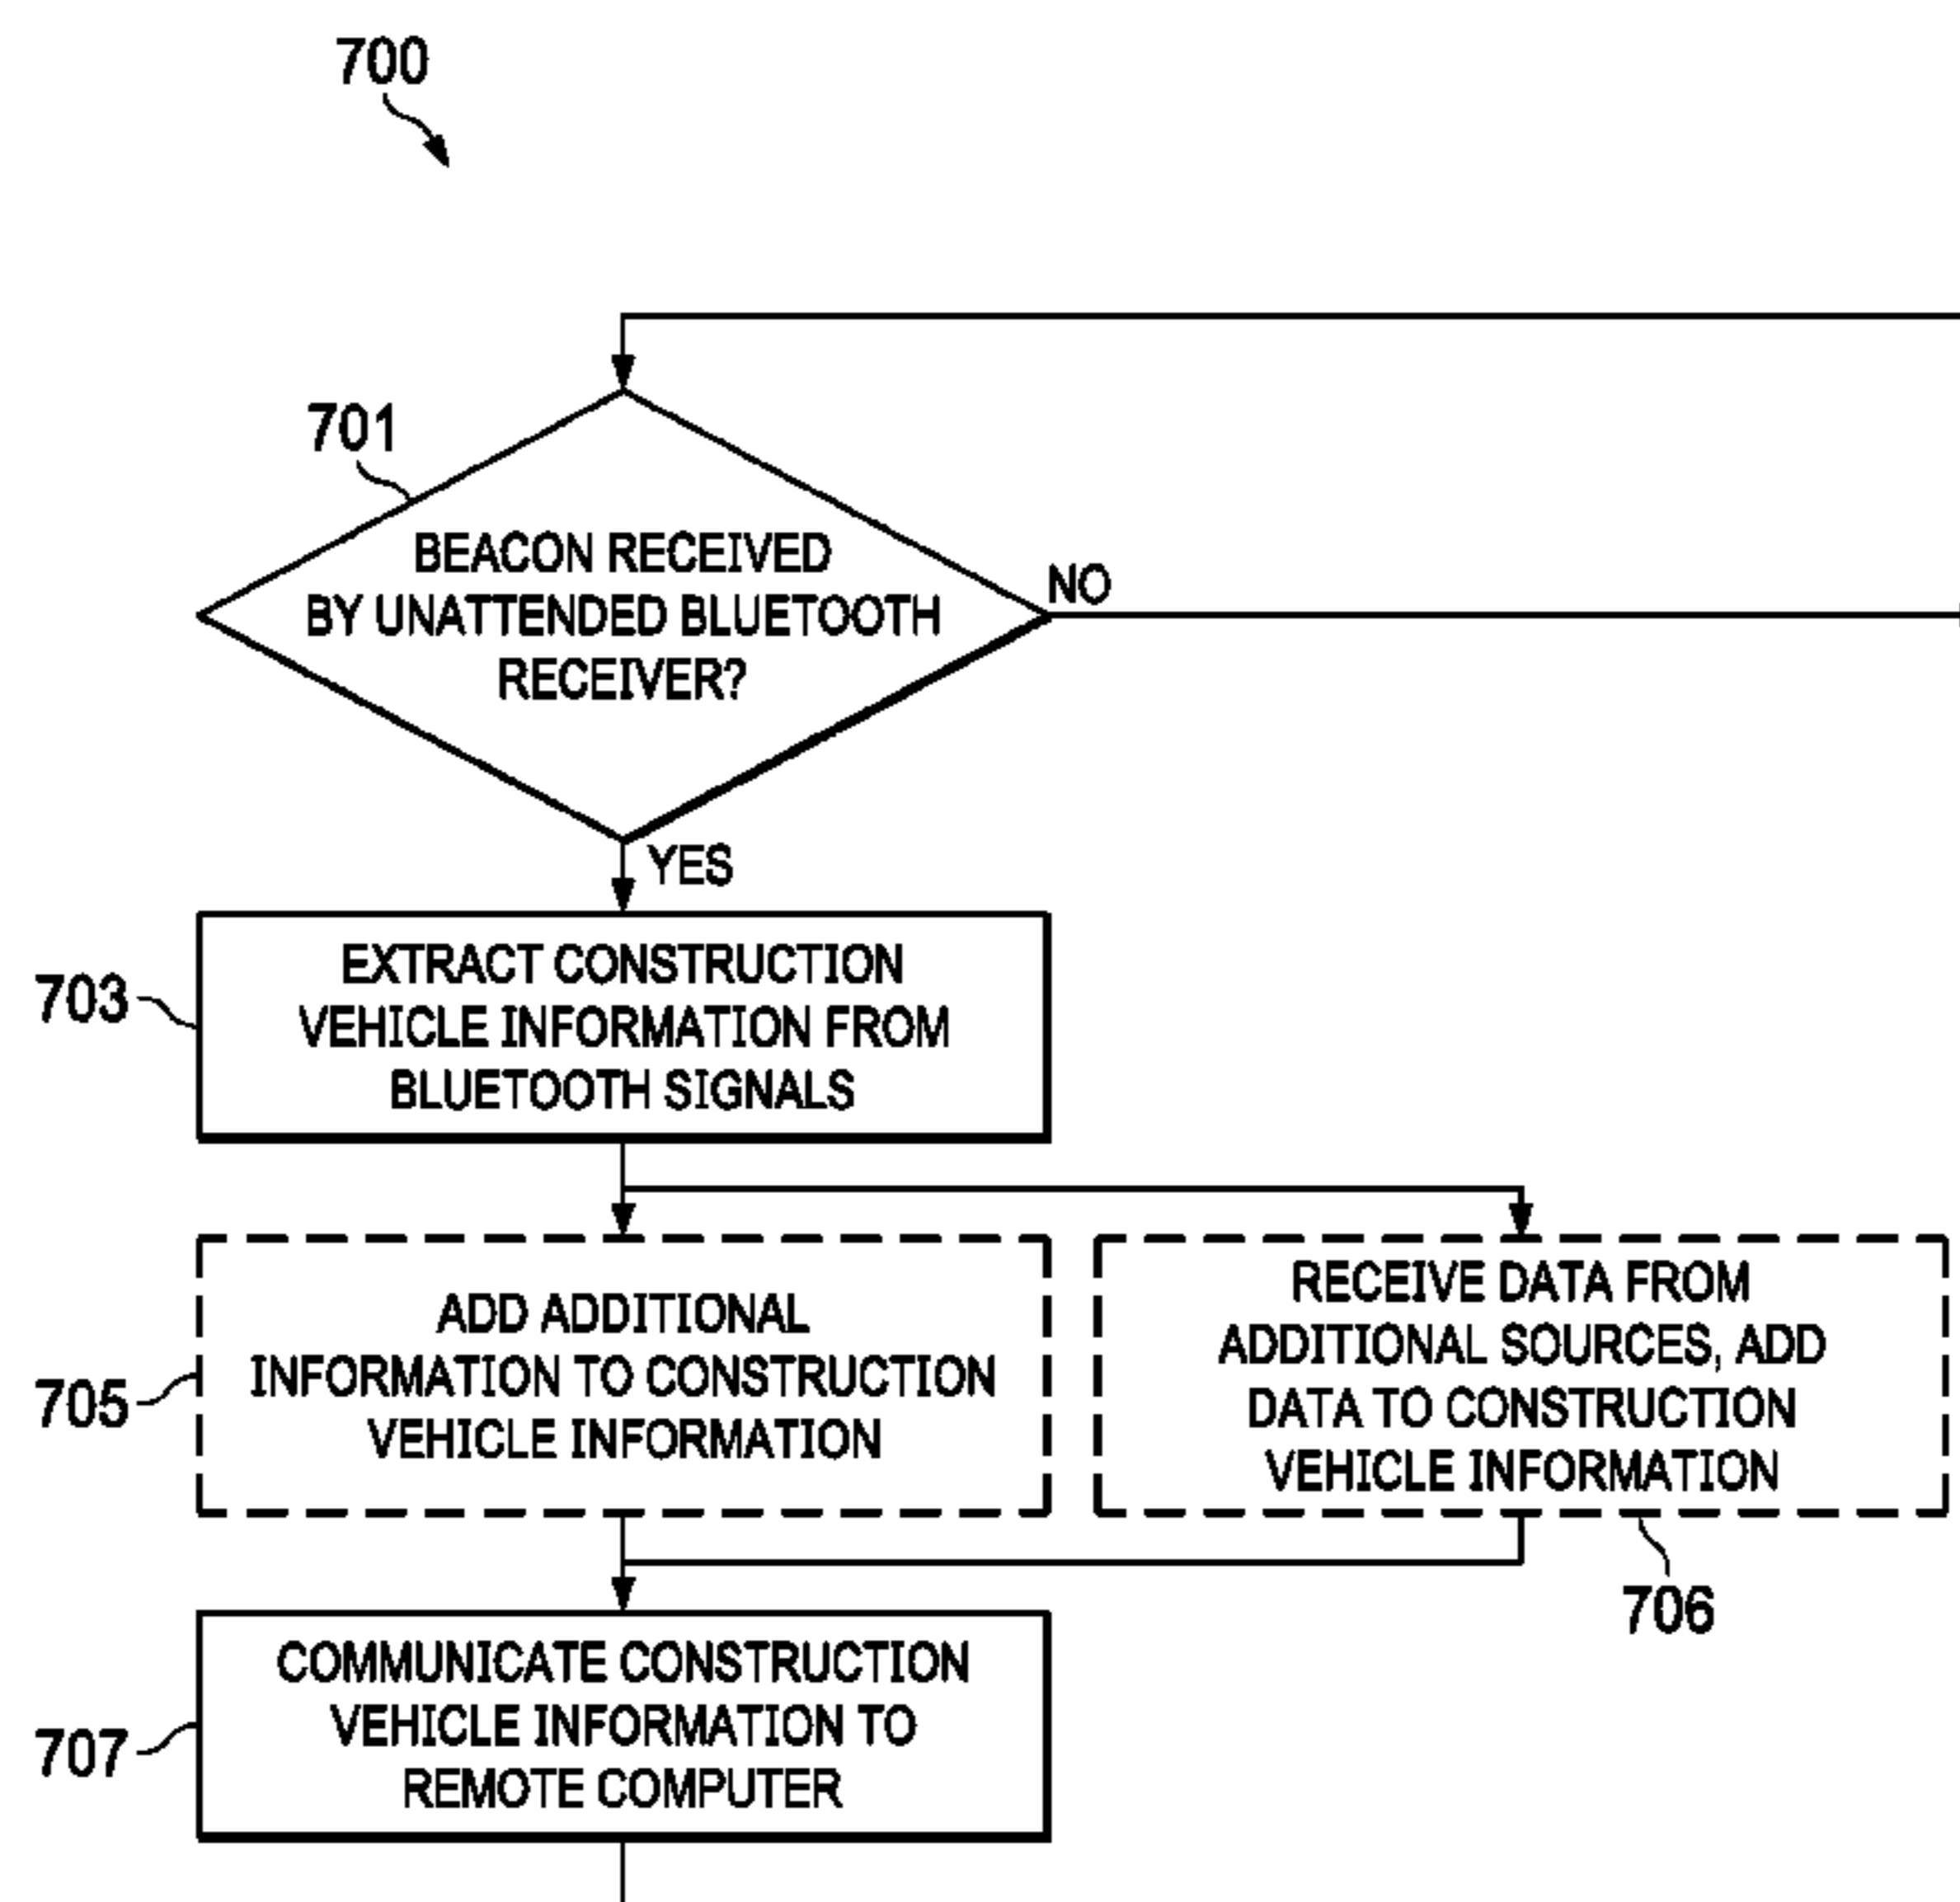 700
701
BEACON RECEIVED
BY UNATTENDED BLUETOOTH
RECEIVER?
NO
YES
703
EXTRACT CONSTRUCTION
VEHICLE INFORMATION FROM
BLUETOOTH SIGNALS
705
ADD ADDITIONAL
INFORMATION TO CONSTRUCTION
VEHICLE INFORMATION
RECEIVE DATA FROM
ADDITIONAL SOURCES, ADD
DATA TO CONSTRUCTION
VEHICLE INFORMATION
706
707
COMMUNICATE CONSTRUCTION
VEHICLE INFORMATION TO
REMOTE COMPUTER